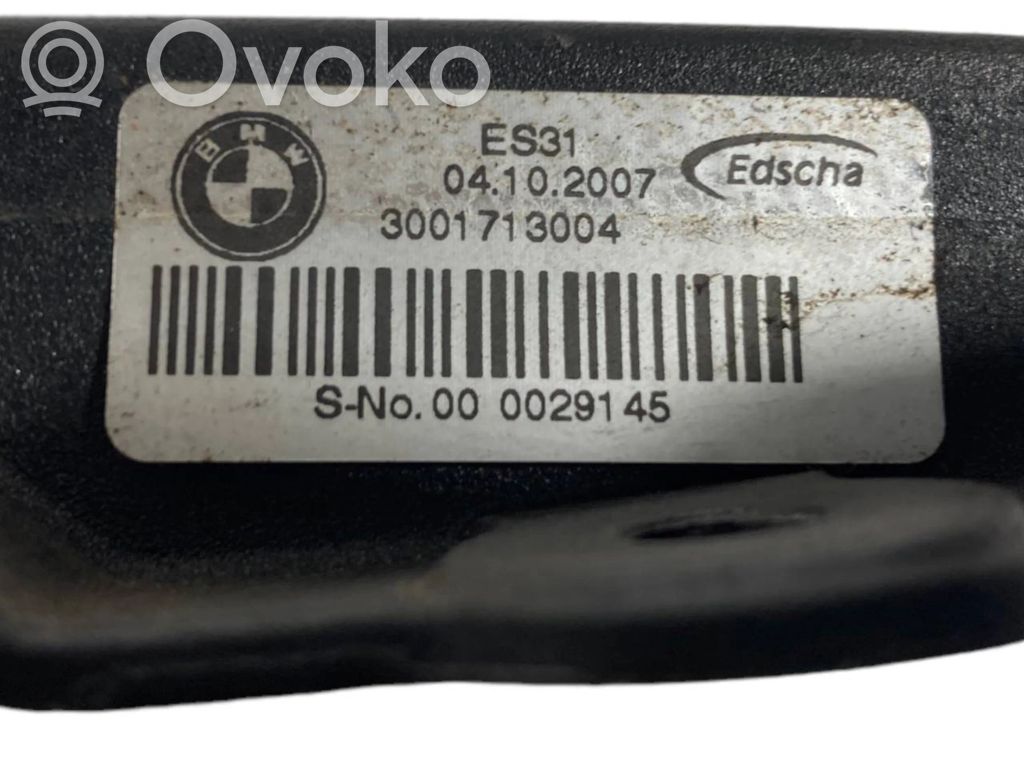 Ovoko
BMW
ES31
Edscha
04.10.2007
3001713004
S-No.00 0029145